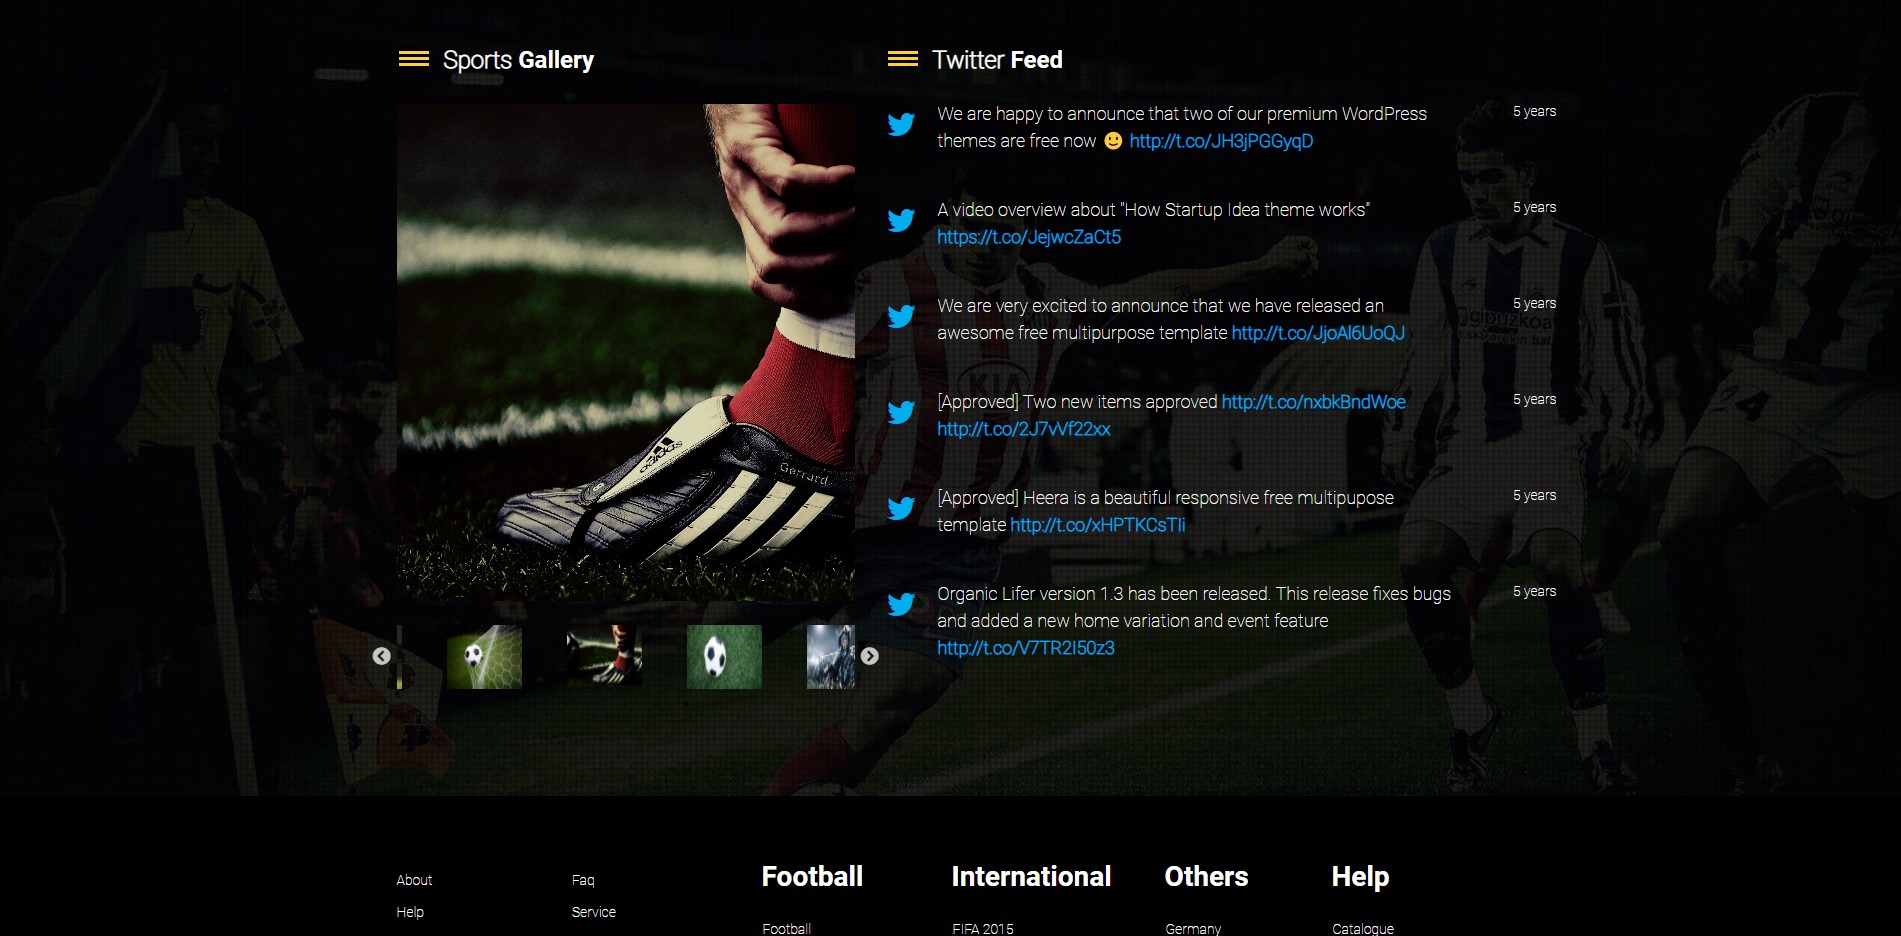 Sports Gallery
Twitter Feed
We are happy to announce that two of our premium WordPress
themes are free now 🙂 http://t.co/JH3jPGGyqD
5 years
A video overview about "How Startup Idea theme works"
https://t.co/JejwcZaCt5
5 years
We are very excited to announce that we have released an
awesome free multipurpose template http://t.co/JjoAl6UoQJ
5 years
[Approved] Two new items approved http://t.co/nxbkBndWoe
http://t.co/2J7vVf22xx
5 years
[Approved] Heera is a beautiful responsive free multipupose
template http://t.co/xHPTKCsTIi
5 years
Organic Lifer version 1.3 has been released. This release fixes bugs
and added a new home variation and event feature
http://t.co/V7TR2I50z3
5 years
adidas
Gerrard
KIA
gipuzkoa
About
Help
Faq
Service
Football
Football
International
FIFA 2015
Others
Germany
Help
Catalogue